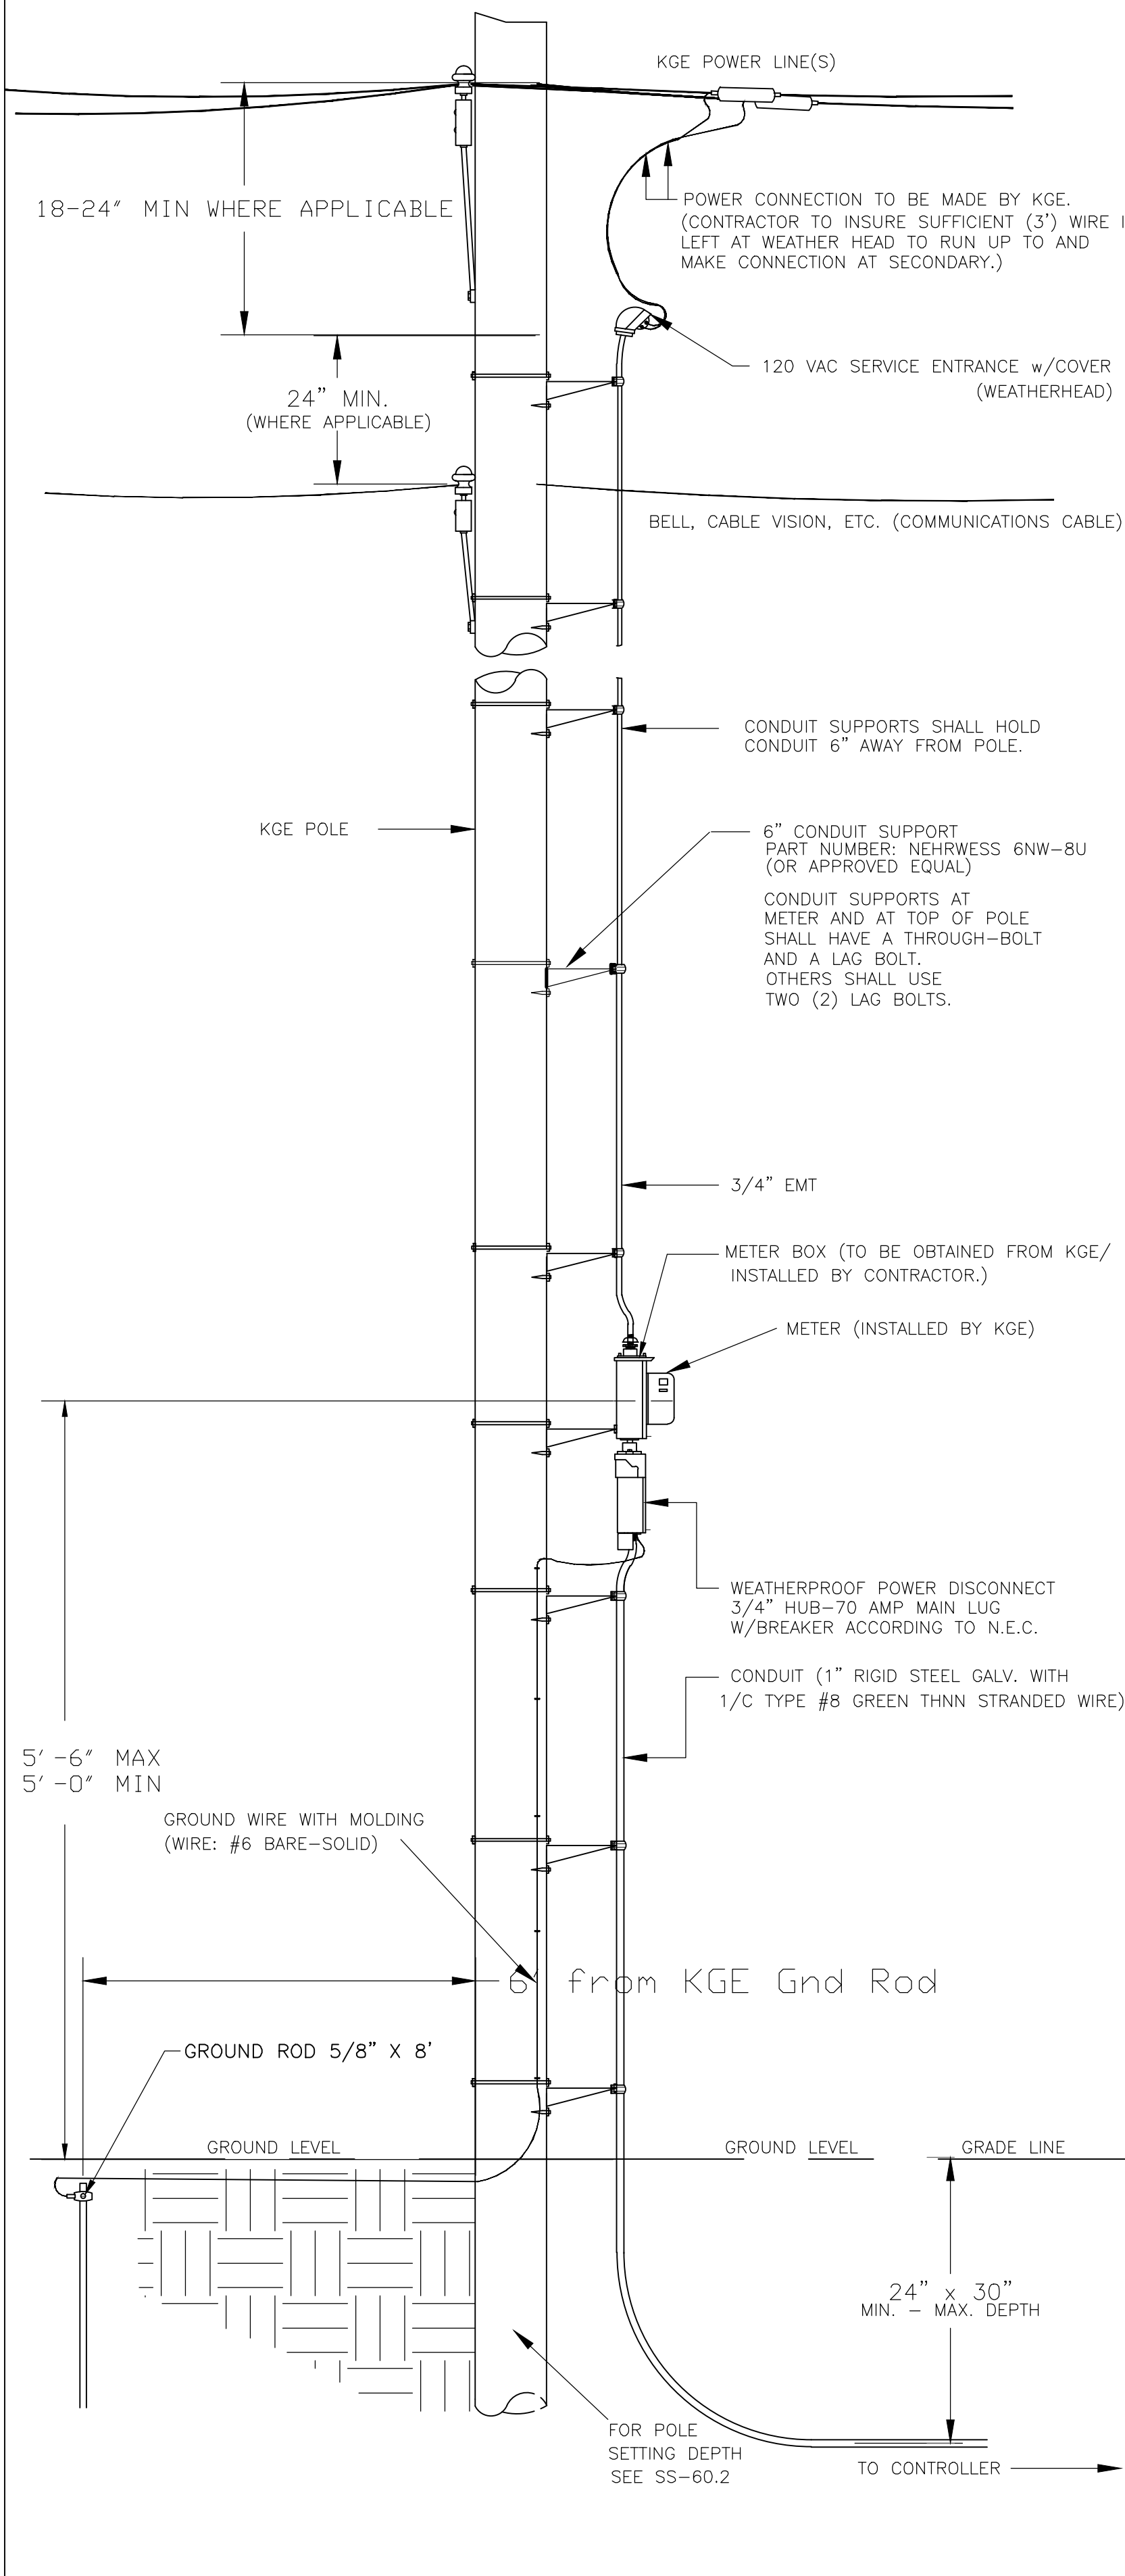 KGE POWER LINE(S)
18-24" MIN WHERE APPLICABLE
POWER CONNECTION TO BE MADE BY KGE.
(CONTRACTOR TO INSURE SUFFICIENT (3') WIRE
LEFT AT WEATHER HEAD TO RUN UP TO AND
MAKE CONNECTION AT SECONDARY.)
120 VAC SERVICE ENTRANCE w/COVER
(WEATHERHEAD)
24" MIN.
(WHERE APPLICABLE)
BELL, CABLE VISION, ETC. (COMMUNICATIONS CABLE)
CONDUIT SUPPORTS SHALL HOLD
CONDUIT 6" AWAY FROM POLE.
KGE POLE
6" CONDUIT SUPPORT
PART NUMBER: NEHRWESS 6NW-8U
(OR APPROVED EQUAL)
CONDUIT SUPPORTS AT
METER AND AT TOP OF POLE
SHALL HAVE A THROUGH-BOLT
AND A LAG BOLT.
OTHERS SHALL USE
TWO (2) LAG BOLTS.
3/4" EMT
METER BOX (TO BE OBTAINED FROM KGE/
INSTALLED BY CONTRACTOR.)
METER (INSTALLED BY KGE)
WEATHERPROOF POWER DISCONNECT
3/4" HUB-70 AMP MAIN LUG
W/BREAKER ACCORDING TO N.E.C.
CONDUIT (1" RIGID STEEL GALV. WITH
1/C TYPE #8 GREEN THNN STRANDED WIRE)
5'-6" MAX
5'-0" MIN
GROUND WIRE WITH MOLDING
(WIRE: #6 BARE-SOLID)
6' from KGE Gnd Rod
GROUND ROD 5/8" X 8'
GROUND LEVEL
GROUND LEVEL
GRADE LINE
24" x 30"
MIN. - MAX. DEPTH
FOR POLE
SETTING DEPTH
SEE SS-60.2
TO CONTROLLER